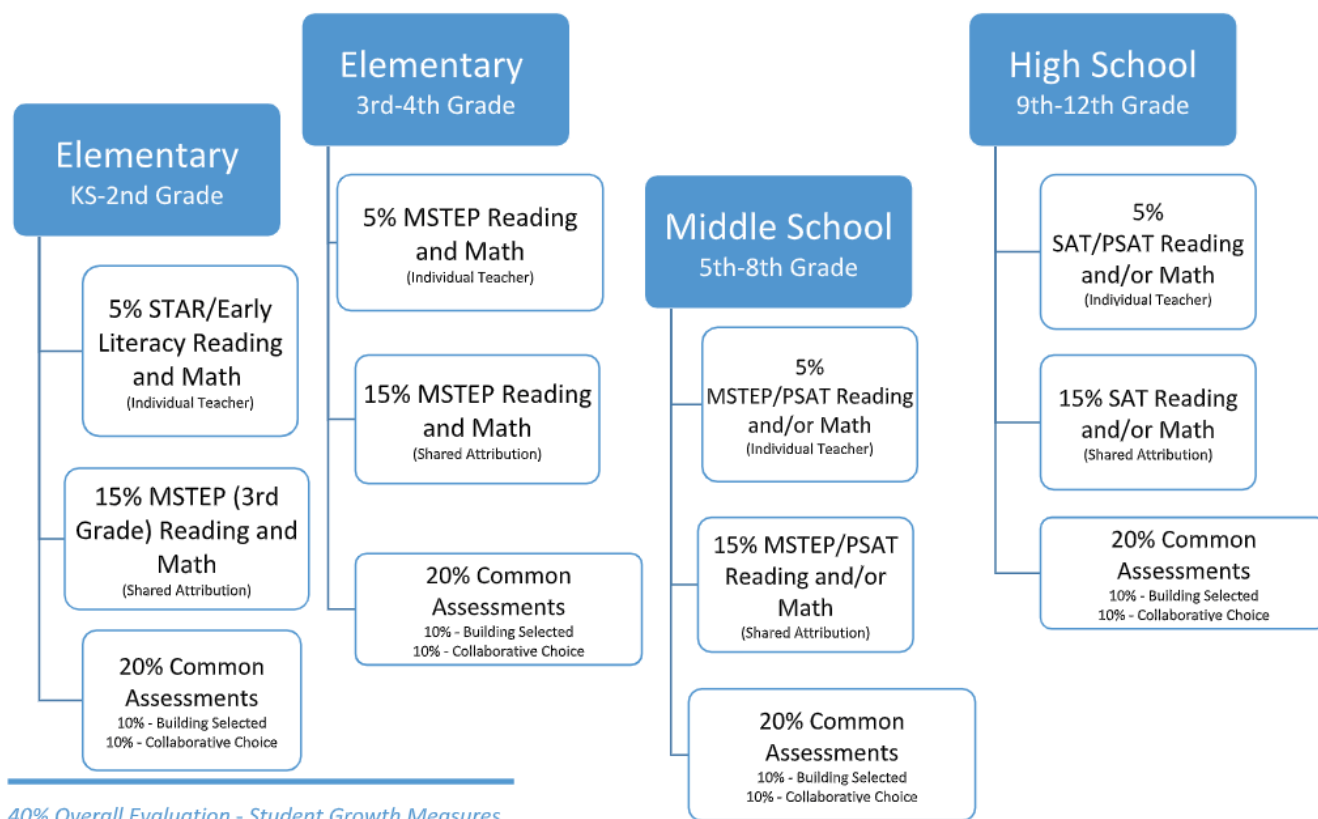 Elementary
KS-2nd Grade
5% STAR/Early
Literacy Reading
and Math
(Individual Teacher)
15% MSTEP (3rd
Grade) Reading and
Math
(Shared Attribution)
20% Common
Assessments
10% - Building Selected
10% - Collaborative Choice
Elementary
3rd-4th Grade
5% MSTEP Reading
and Math
(Individual Teacher)
15% MSTEP Reading
and Math
(Shared Attribution)
20% Common
Assessments
10% - Building Selected
10% - Collaborative Choice
Middle School
5th-8th Grade
5%
MSTEP/PSAT Reading
and/or Math
(Individual Teacher)
15% MSTEP/PSAT
Reading and/or
Math
(Shared Attribution)
20% Common
Assessments
10% - Building Selected
10% - Collaborative Choice
High School
9th-12th Grade
5%
SAT/PSAT Reading
and/or Math
(Individual Teacher)
15% SAT Reading
and/or Math
(Shared Attribution)
20% Common
Assessments
10% - Building Selected
10% - Collaborative Choice
40% Overall Evaluation - Student Growth Measures